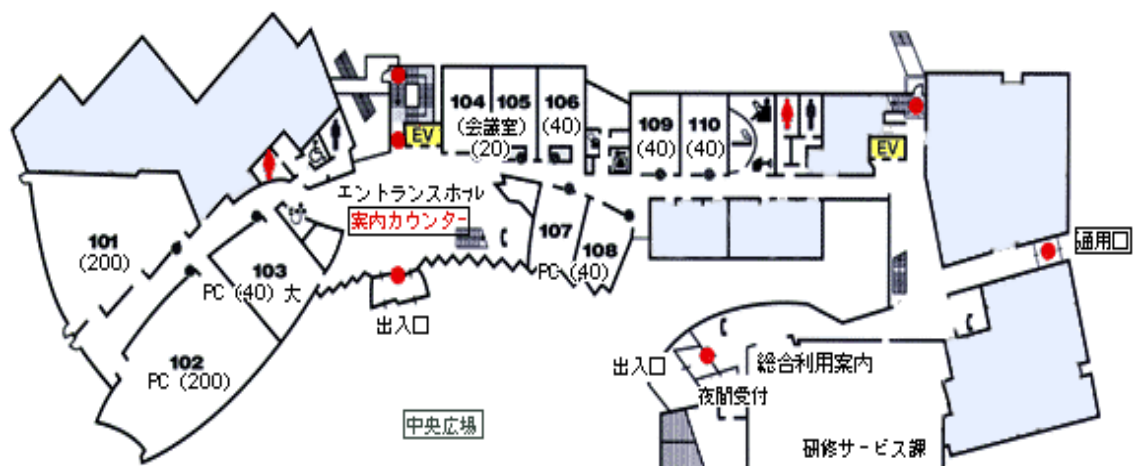 104
105
106
(会議室)
(20)
(40)
109
(40)
110
(40)
EV
EV
エントランスホール
案内カウンター
101
(200)
103
PC (40) 大
107
108
PC (40)
通用口
出入口
102
PC (200)
出入口
総合利用案内
夜間受付
中央広場
研修サービス課